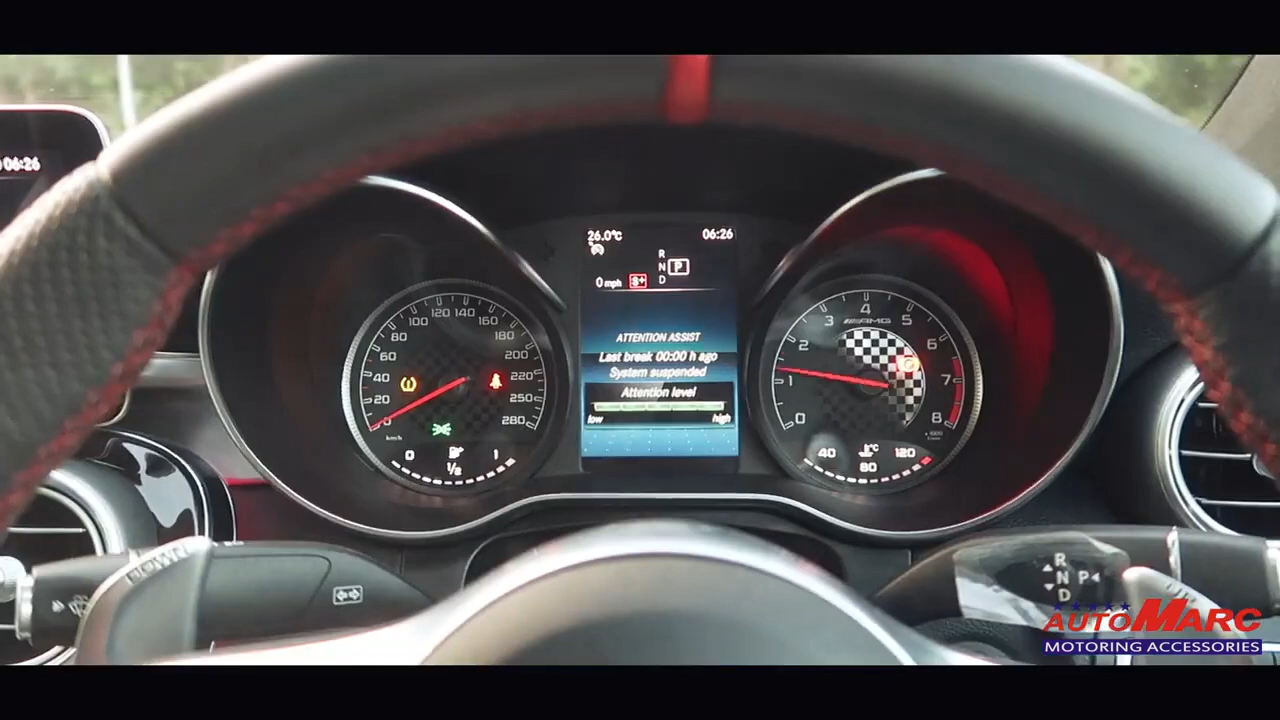 06:26
26.0°C
06:26
R
N P
D
0 mph S+
ATTENTION ASSIST
Last break 00:00 h ago
System suspended
Attention level
low high
0 20 40 60 80 100 120 140 160 180 200 220 250 280
km/h
0 1/2 1
0 1 2 3 4 5 6 7 8
AMG
40 80 120
°C
DOWN
R
N P
D
AUTOMARC
MOTORING ACCESSORIES